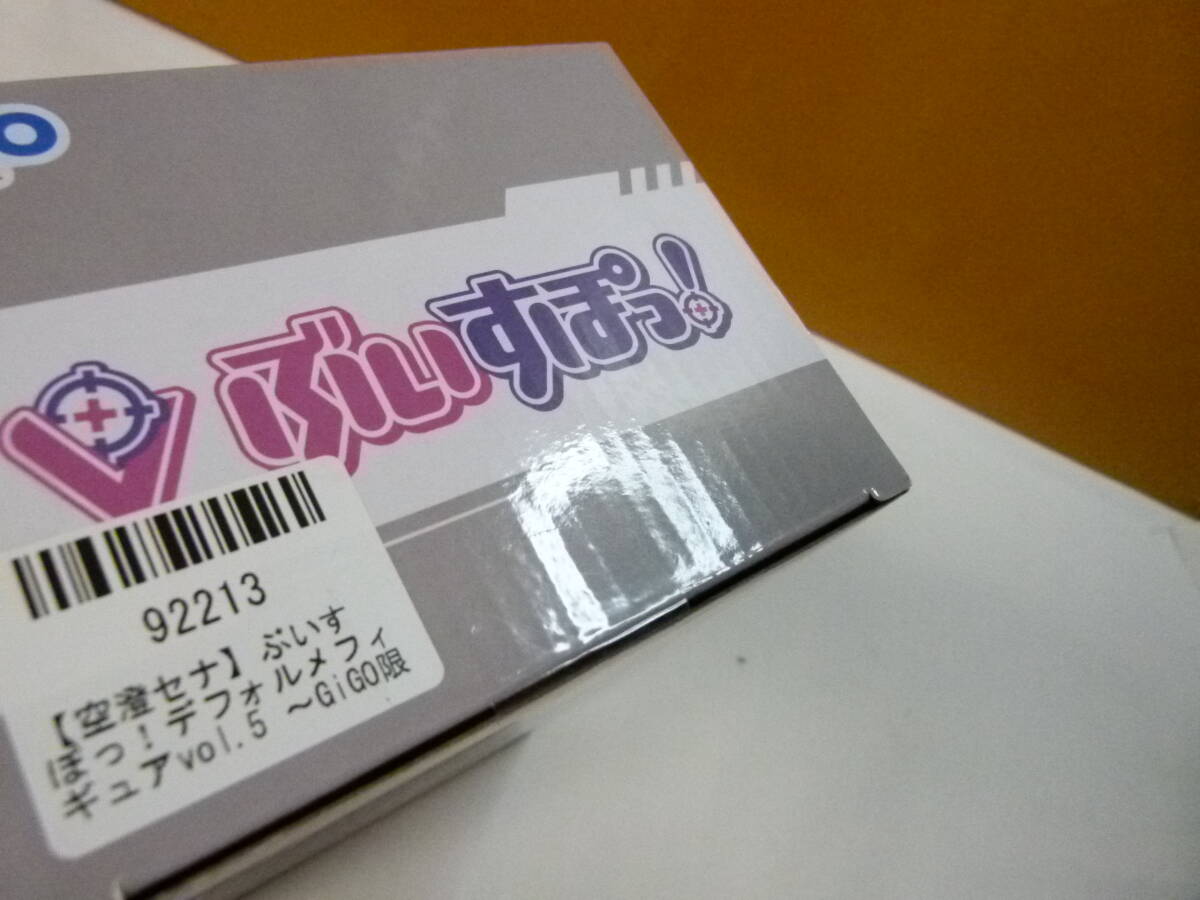 ぶいすぽっ!
92213
【空澄セナ】ぶいす
ぽっ！デフォルメフィ
ギュアvol.5 ～GiGO限